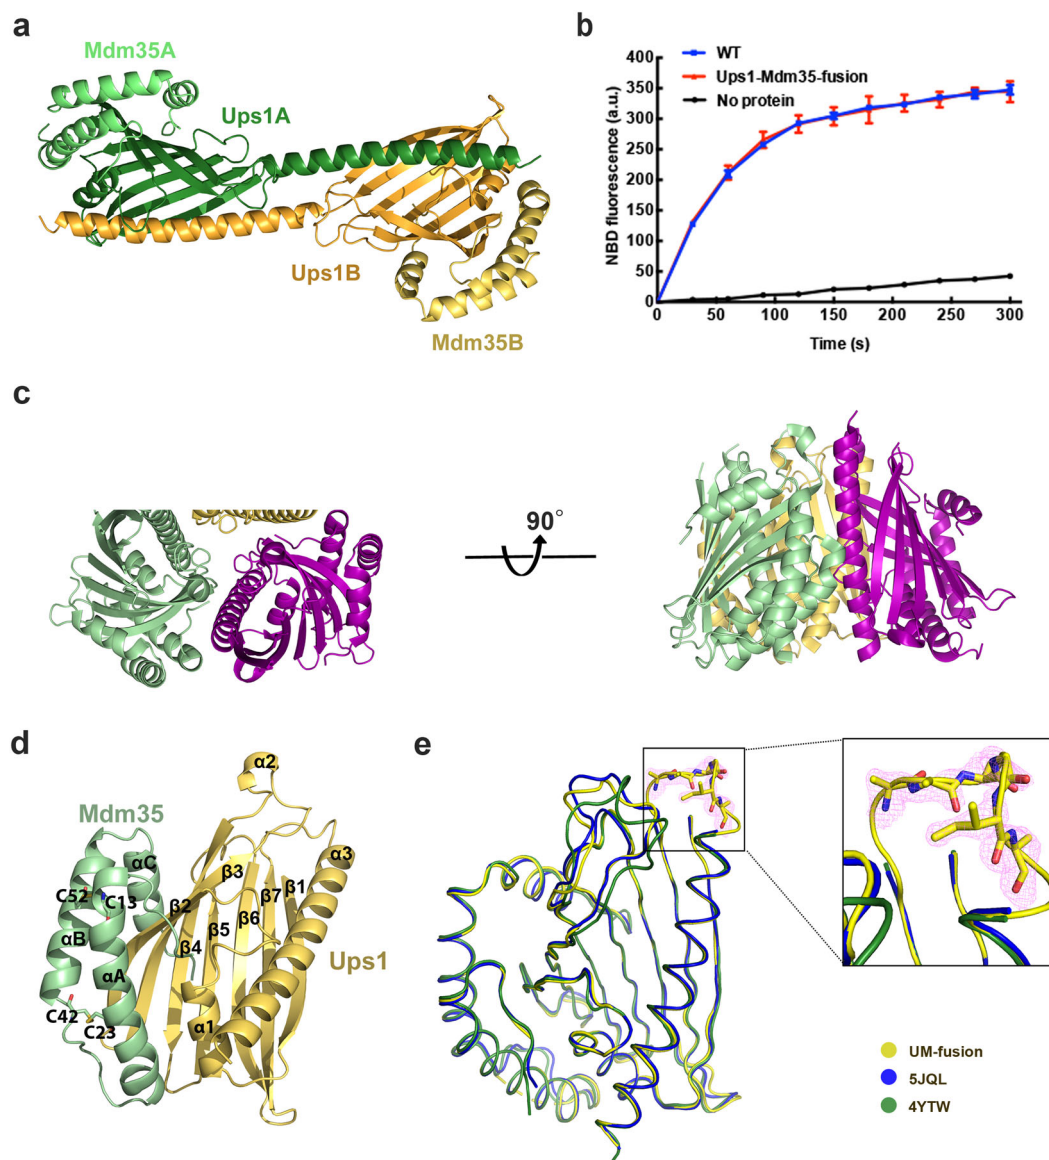 a
Mdm35A
Ups1A
Ups1B
Mdm35B
b
WT
Ups1-Mdm35-fusion
No protein
NBD fluorescence (a.u.)
400
350
300
250
200
150
100
50
0
0 50 100 150 200 250 300
Time (s)
c
90°
d
Mdm35
α2
αC
α3
β3
β1
C52
C13
β2
β7
β6
β5
αB
β4
αA
Ups1
C42
C23
α1
e
UM-fusion
5JQL
4YTW